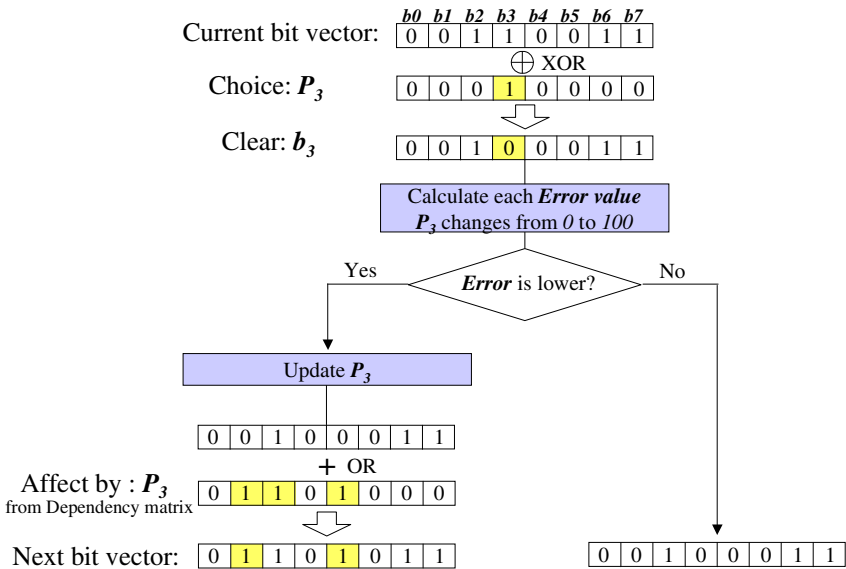 b0 b1 b2 b3 b4 b5 b6 b7
Current bit vector: 0 0 1 1 0 0 1 1
XOR
Choice: P3 0 0 0 1 0 0 0 0
Clear: b3 0 0 1 0 0 0 1 1
Calculate each Error value
P3 changes from 0 to 100
Yes
Error is lower?
No
Update P3
0 0 1 0 0 0 1 1
+ OR
Affect by : P3 0 1 1 0 1 0 0 0
from Dependency matrix
Next bit vector: 0 1 1 0 1 0 1 1
0 0 1 0 0 0 1 1